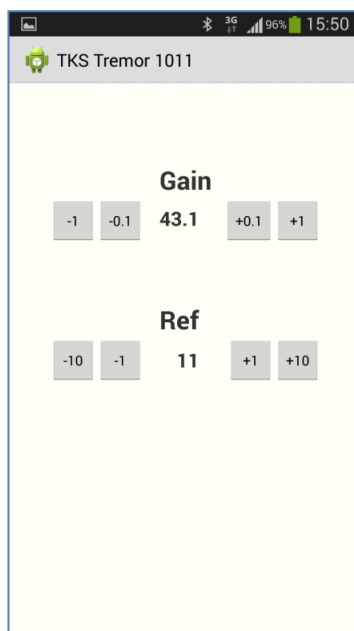 3G 96% 15:50
TKS Tremor 1011
Gain
-1 -0.1 43.1 +0.1 +1
Ref
-10 -1 11 +1 +10